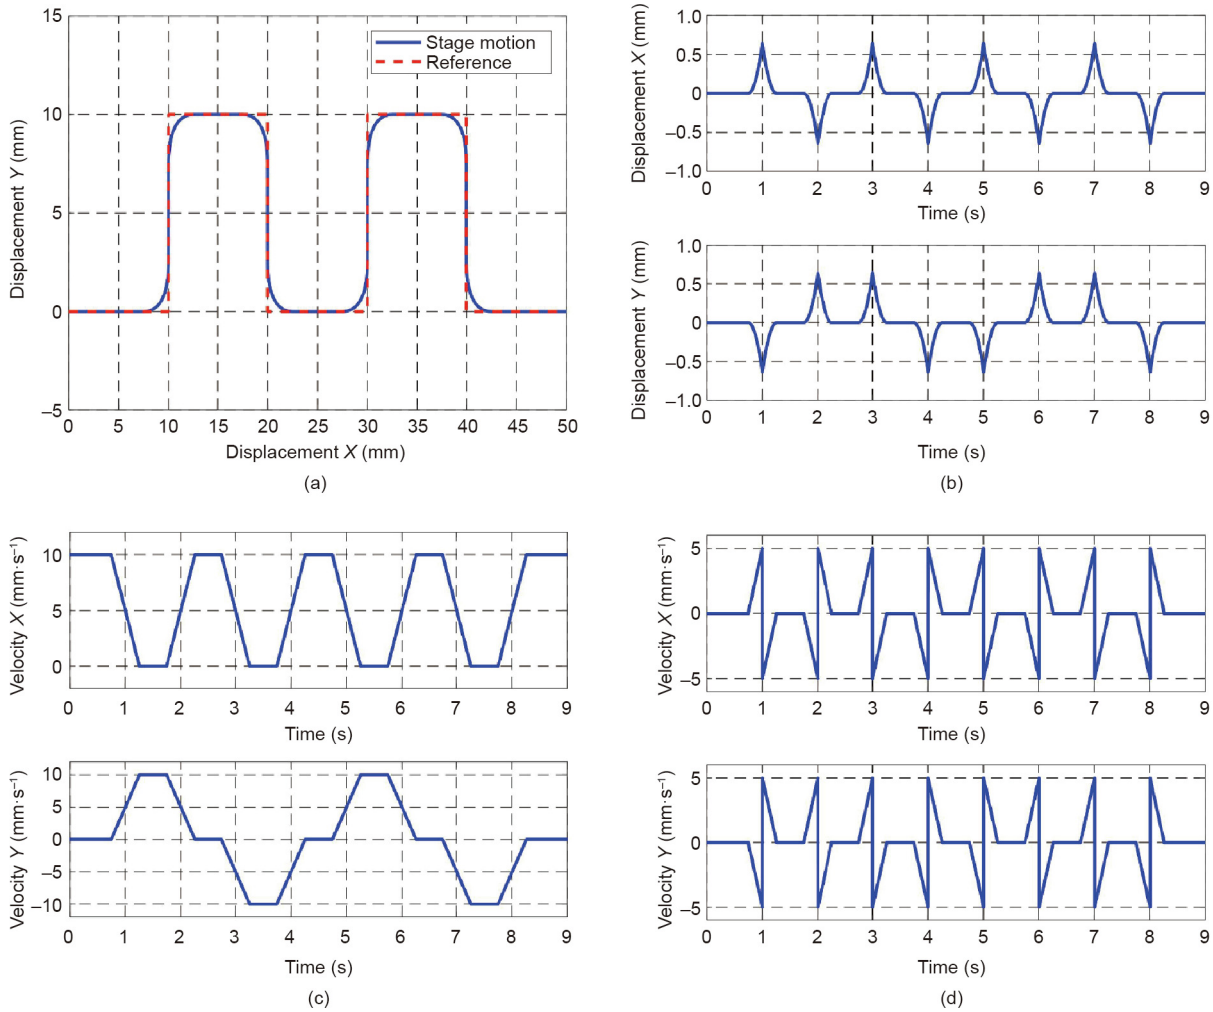 15
10
5
0
–5
0 5 10 15 20 25 30 35 40 45 50
Displacement Y (mm)
Displacement X (mm)
Stage motion
Reference
(a)
1.0
0.5
0
–0.5
–1.0
0 1 2 3 4 5 6 7 8 9
Displacement X (mm)
Time (s)
1.0
0.5
0
–0.5
–1.0
0 1 2 3 4 5 6 7 8 9
Displacement Y (mm)
Time (s)
(b)
10
5
0
0 1 2 3 4 5 6 7 8 9
Velocity X (mm·s⁻¹)
Time (s)
10
5
0
–5
–10
0 1 2 3 4 5 6 7 8 9
Velocity Y (mm·s⁻¹)
Time (s)
(c)
5
0
–5
0 1 2 3 4 5 6 7 8 9
Velocity X (mm·s⁻¹)
Time (s)
5
0
–5
0 1 2 3 4 5 6 7 8 9
Velocity Y (mm·s⁻¹)
Time (s)
(d)